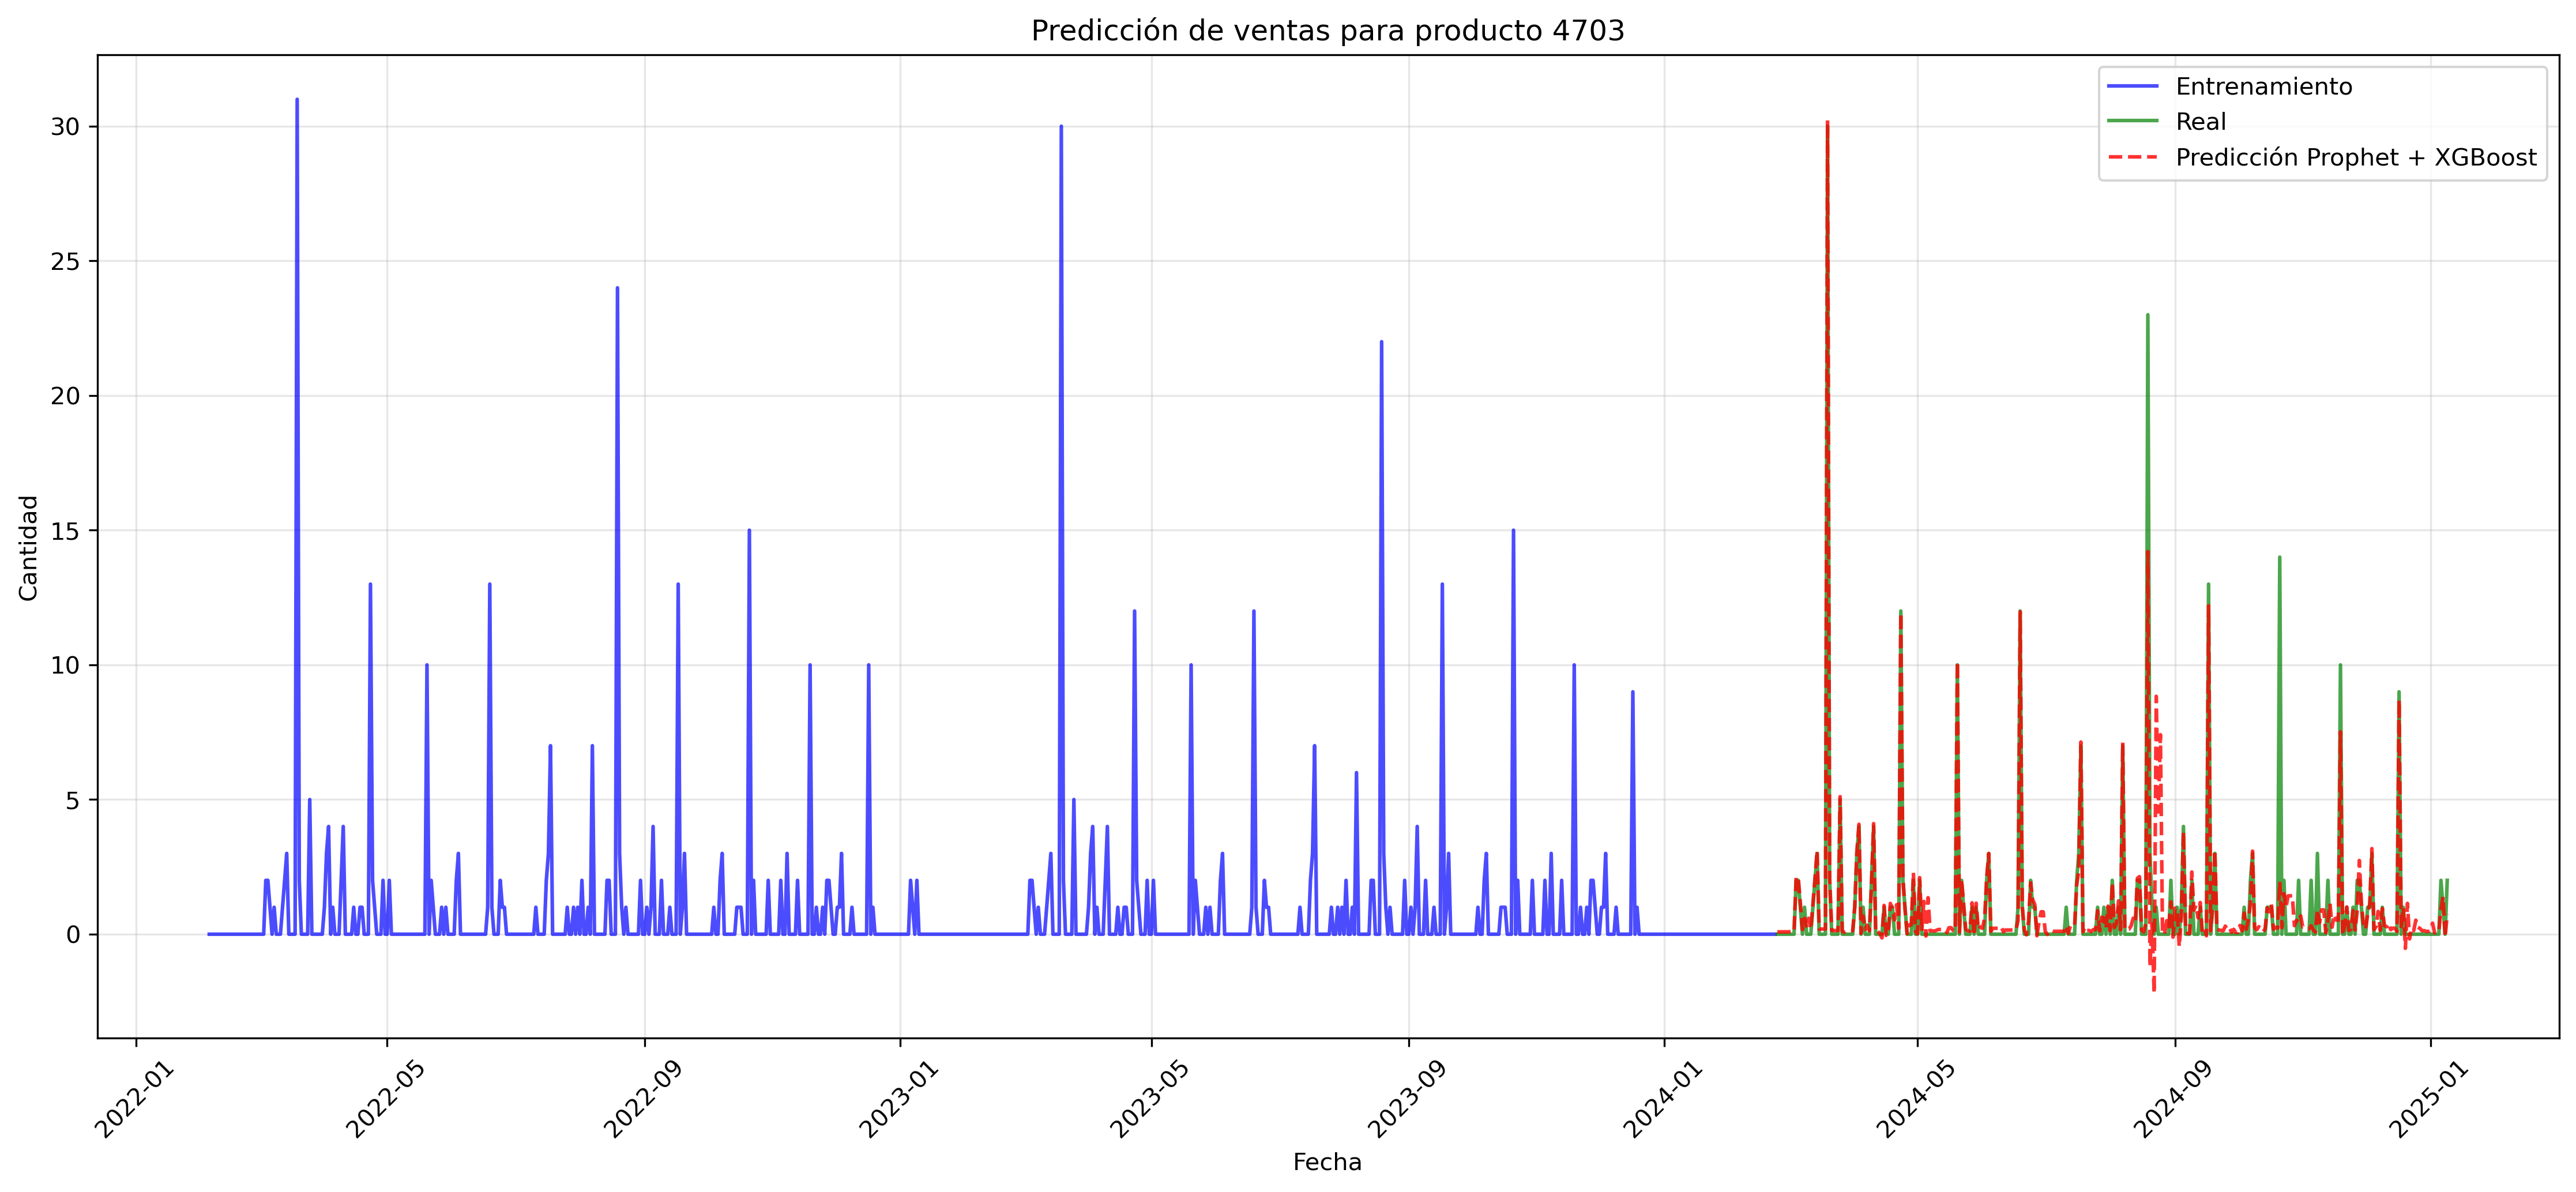 Predicción de ventas para producto 4703
Entrenamiento
Real
Predicción Prophet + XGBoost
Cantidad
30
25
20
15
10
5
0
2022-01
2022-05
2022-09
2023-01
2023-05
2023-09
2024-01
2024-05
2024-09
2025-01
Fecha